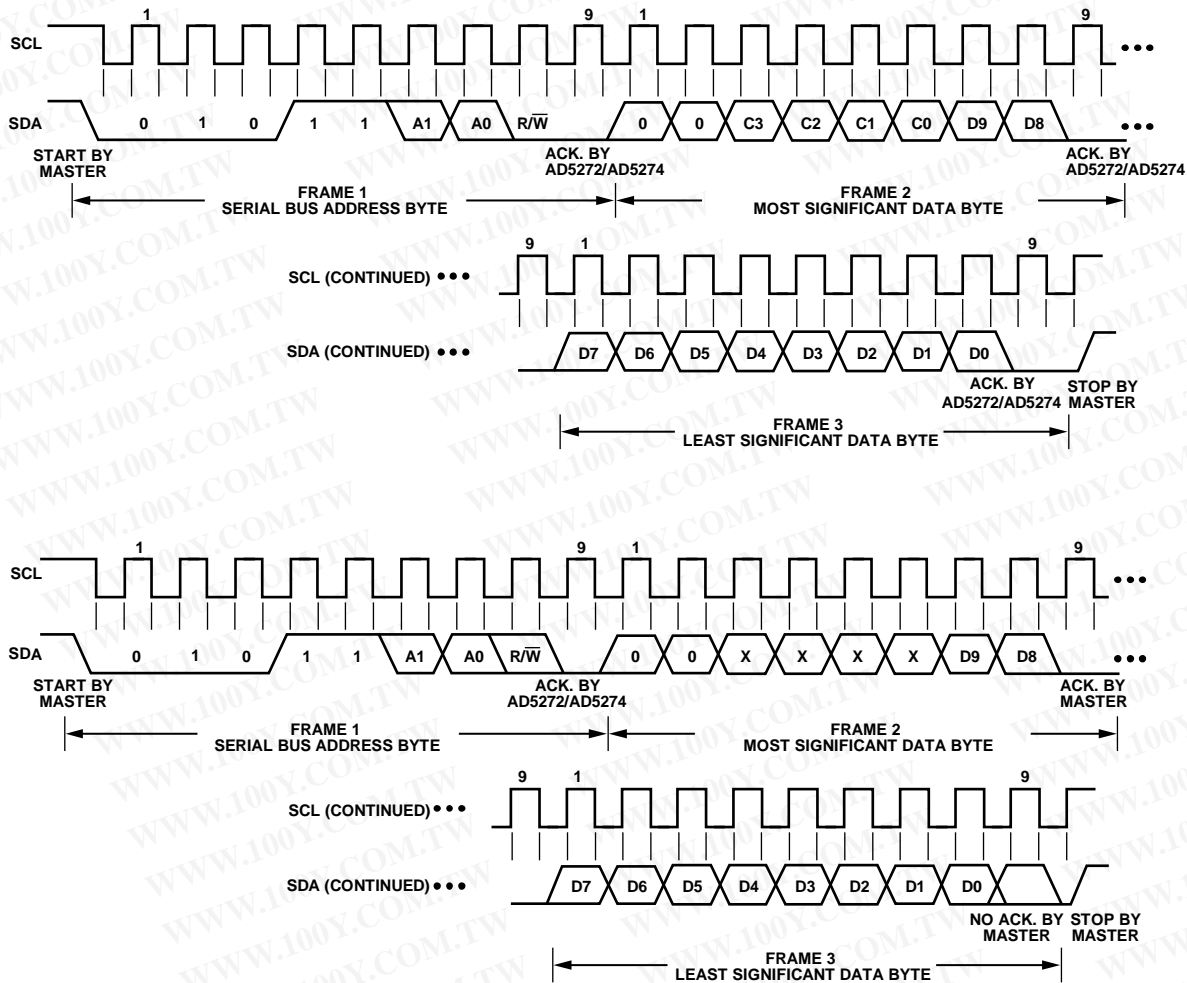 1 9 1 9
SCL
SDA 0 1 0 1 1 A1 A0 R/W̅ 0 0 C3 C2 C1 C0 D9 D8
START BY MASTER
ACK. BY AD5272/AD5274
ACK. BY AD5272/AD5274
FRAME 1
SERIAL BUS ADDRESS BYTE
FRAME 2
MOST SIGNIFICANT DATA BYTE
9 1 9
SCL (CONTINUED)
SDA (CONTINUED) D7 D6 D5 D4 D3 D2 D1 D0
ACK. BY AD5272/AD5274
STOP BY MASTER
FRAME 3
LEAST SIGNIFICANT DATA BYTE
1 9 1 9
SCL
SDA 0 1 0 1 1 A1 A0 R/W̅ 0 0 X X X X D9 D8
START BY MASTER
ACK. BY AD5272/AD5274
ACK. BY MASTER
FRAME 1
SERIAL BUS ADDRESS BYTE
FRAME 2
MOST SIGNIFICANT DATA BYTE
9 1 9
SCL (CONTINUED)
SDA (CONTINUED) D7 D6 D5 D4 D3 D2 D1 D0
NO ACK. BY MASTER
STOP BY MASTER
FRAME 3
LEAST SIGNIFICANT DATA BYTE
WWW.100Y.COM.TW